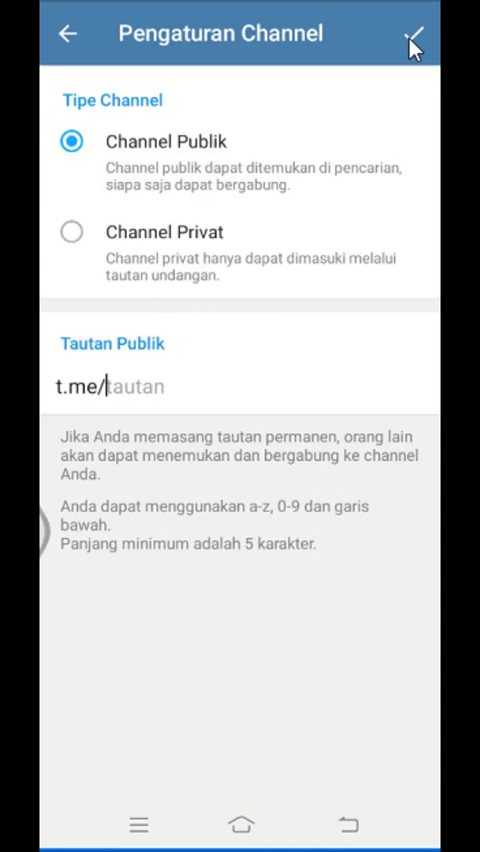 Pengaturan Channel
Tipe Channel
Channel Publik
Channel publik dapat ditemukan di pencarian,
siapa saja dapat bergabung.
Channel Privat
Channel privat hanya dapat dimasuki melalui
tautan undangan.
Tautan Publik
t.me/tautan
Jika Anda memasang tautan permanen, orang lain
akan dapat menemukan dan bergabung ke channel
Anda.
Anda dapat menggunakan a-z, 0-9 dan garis
bawah.
Panjang minimum adalah 5 karakter.